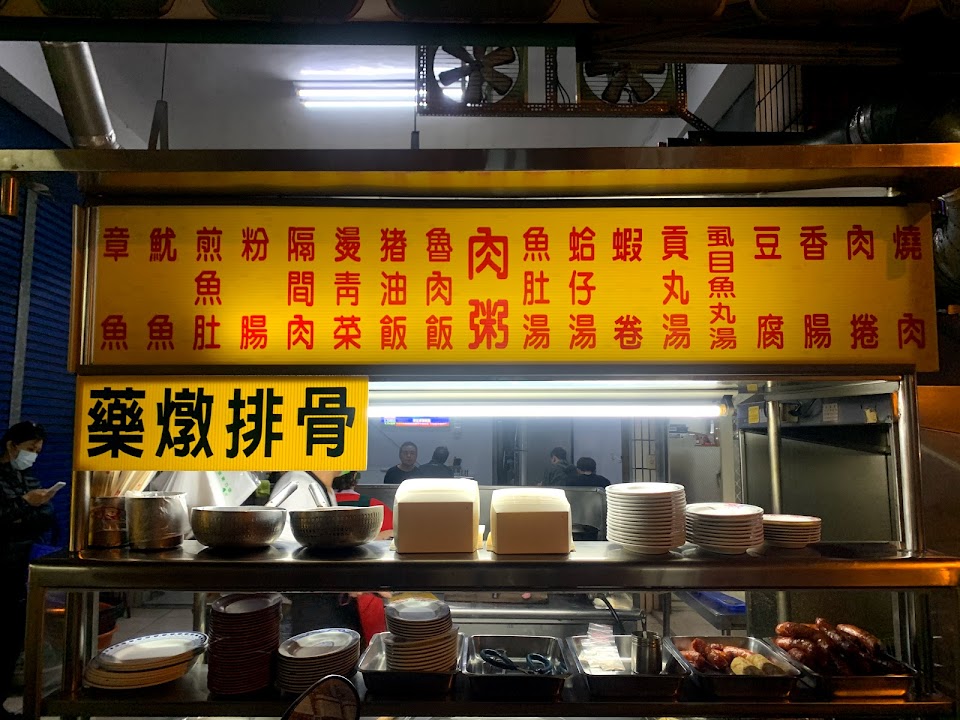 燒肉
肉捲
香腸
豆腐
虱目魚丸湯
貢丸湯
蝦卷
蛤仔湯
魚肚湯
肉粥
魯肉飯
猪油飯
燙靑菜
隔間肉
粉腸
煎魚肚
魷魚
章魚
藥燉排骨